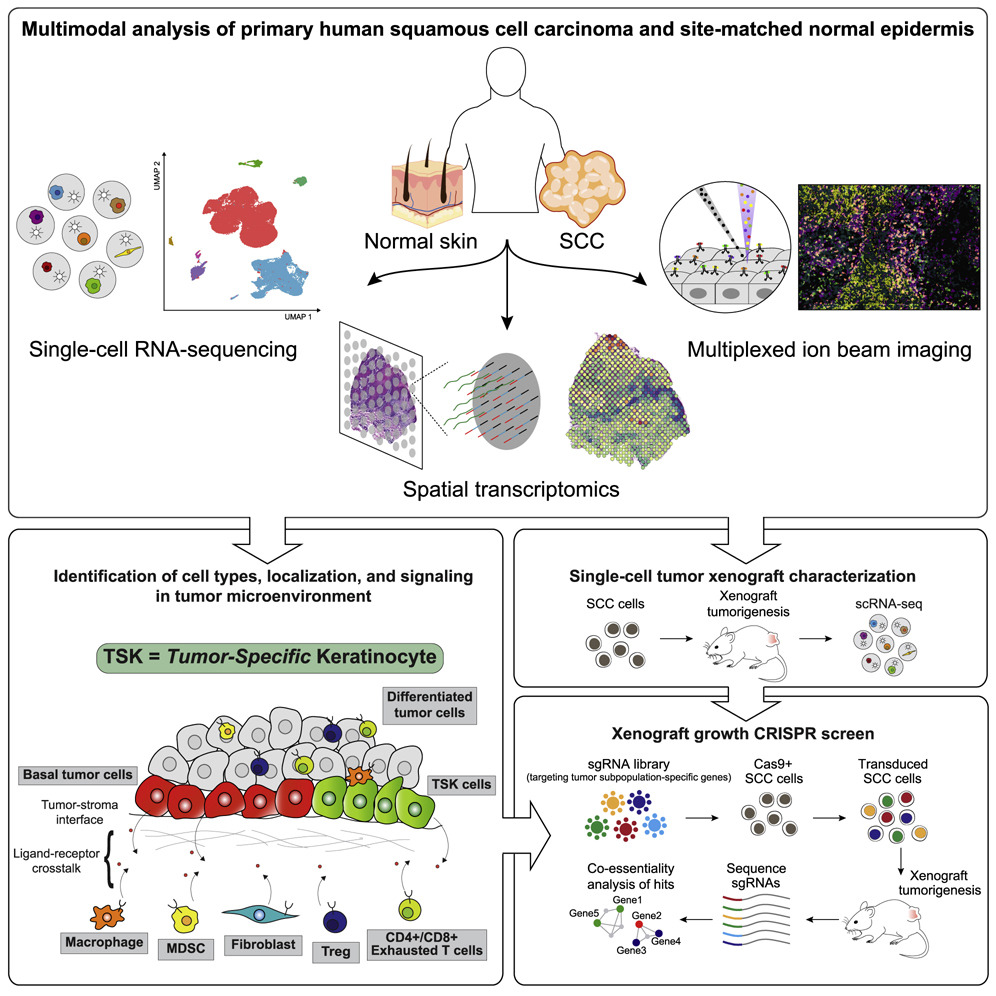 Multimodal analysis of primary human squamous cell carcinoma and site-matched normal epidermis
Normal skin
SCC
UMAP 2
UMAP 1
Single-cell RNA-sequencing
Multiplexed ion beam imaging
Spatial transcriptomics
Identification of cell types, localization, and signaling
in tumor microenvironment
TSK = Tumor-Specific Keratinocyte
Differentiated
tumor cells
Basal tumor cells
TSK cells
Tumor-stroma
interface
Ligand-receptor
crosstalk
Macrophage
MDSC
Fibroblast
Treg
CD4+/CD8+
Exhausted T cells
Single-cell tumor xenograft characterization
SCC cells
Xenograft
tumorigenesis
scRNA-seq
Xenograft growth CRISPR screen
sgRNA library
(targeting tumor subpopulation-specific genes)
Cas9+
SCC cells
Transduced
SCC cells
Xenograft
tumorigenesis
Sequence
sgRNAs
Co-essentiality
analysis of hits
Gene1
Gene5
Gene2
Gene4
Gene3